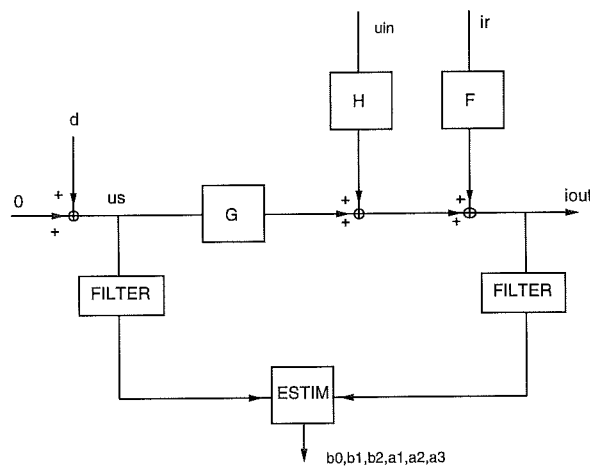 uin
ir
H
F
d
+
0
+
us
G
+
+
+
+
iout
FILTER
FILTER
ESTIM
b0,b1,b2,a1,a2,a3